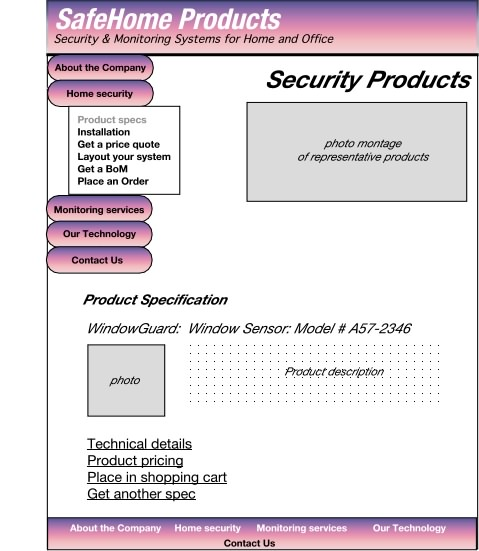 SafeHome Products
Security & Monitoring Systems for Home and Office
About the Company
Home security
Product specs
Installation
Get a price quote
Layout your system
Get a BoM
Place an Order
Monitoring services
Our Technology
Contact Us
Security Products
photo montage
of representative products
Product Specification
WindowGuard: Window Sensor: Model # A57-2346
photo
Product description
Technical details
Product pricing
Place in shopping cart
Get another spec
About the Company Home security Monitoring services Our Technology
Contact Us